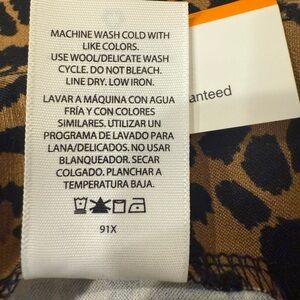 MACHINE WASH COLD WITH
LIKE COLORS.
USE WOOL/DELICATE WASH
CYCLE. DO NOT BLEACH.
LINE DRY. LOW IRON.
LAVAR A MÁQUINA CON AGUA
FRÍA Y CON COLORES
SIMILARES. UTILIZAR UN
PROGRAMA DE LAVADO PARA
LANA/DELICADOS. NO USAR
BLANQUEADOR. SECAR
COLGADO. PLANCHAR A
TEMPERATURA BAJA.
91X
anteed